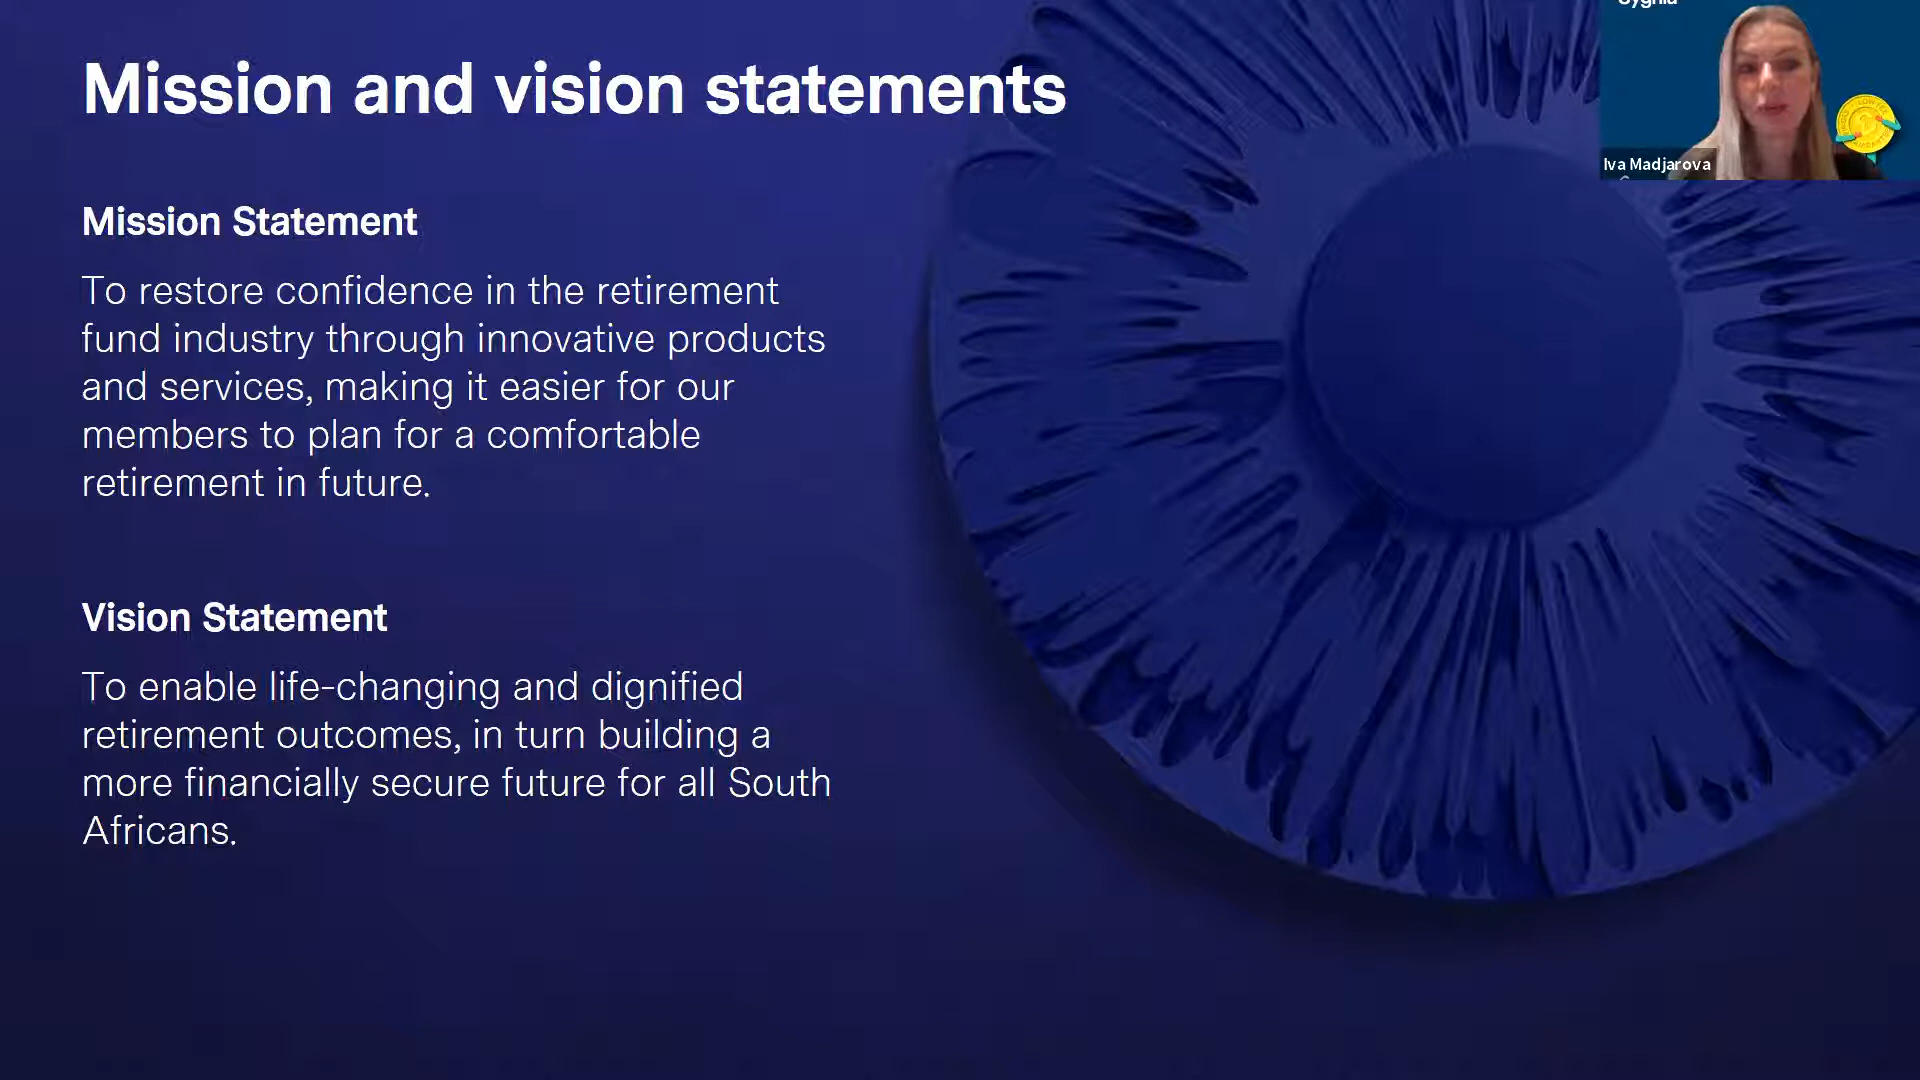 Mission and vision statements
Sygnia
Iva Madjarova
Mission Statement
To restore confidence in the retirement
fund industry through innovative products
and services, making it easier for our
members to plan for a comfortable
retirement in future.
Vision Statement
To enable life-changing and dignified
retirement outcomes, in turn building a
more financially secure future for all South
Africans.